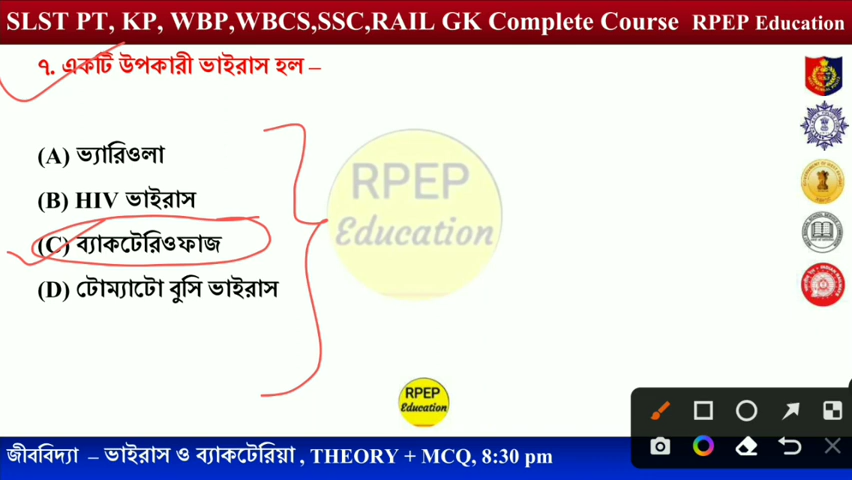 SLST PT, KP, WBP,WBCS,SSC,RAIL GK Complete Course RPEP Education
৭. একটি উপকারী ভাইরাস হল –
(A) ভ্যারিওলা
(B) HIV ভাইরাস
(C) ব্যাকটেরিওফাজ
(D) টোম্যাটো বুসি ভাইরাস
RPEP
Education
RPEP
Education
জীববিদ্যা – ভাইরাস ও ব্যাকটেরিয়া , THEORY + MCQ, 8:30 pm